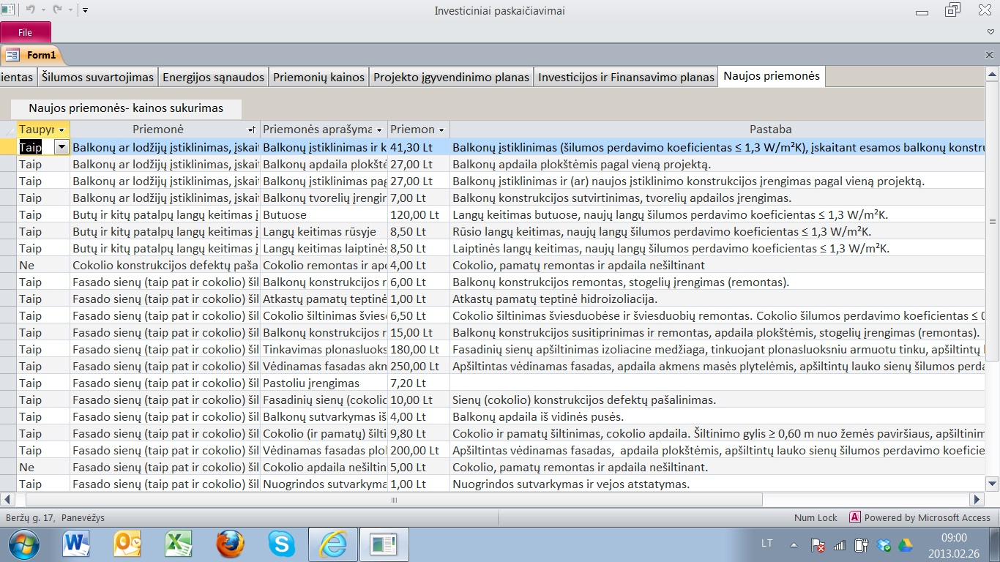 Investiciniai paskaičiavimai
File
Form1
ientas Šilumos suvartojimas Energijos sąnaudos Priemonių kainos Projekto įgyvendinimo planas Investicijos ir Finansavimo planas Naujos priemonės
Naujos priemonės- kainos sukurimas
Taupyr Priemonė Priemonės aprašyma Priemon Pastaba
Taip Balkonų ar lodžijų įstiklinimas, įskait Balkonų įstiklinimas ir k 41,30 Lt Balkonų įstiklinimas (šilumos perdavimo koeficientas ≤ 1,3 W/m²K), įskaitant esamos balkonų konstru
Taip Balkonų ar lodžijų įstiklinimas, įskait Balkonų apdaila plokštė 27,00 Lt Balkonų apdaila plokštėmis pagal vieną projektą.
Taip Balkonų ar lodžijų įstiklinimas, įskait Balkonų įstiklinimas pag 27,00 Lt Balkonų įstiklinimas ir (ar) naujos įstiklinimo konstrukcijos įrengimas pagal vieną projektą.
Taip Balkonų ar lodžijų įstiklinimas, įskait Balkonų tvorelių įrengir 7,00 Lt Balkonų konstrukcijos sutvirtinimas, tvorelių apdailos įrengimas.
Taip Butų ir kitų patalpų langų keitimas į Butuose 120,00 Lt Langų keitimas butuose, naujų langų šilumos perdavimo koeficientas ≤ 1,3 W/m²K.
Taip Butų ir kitų patalpų langų keitimas į Langų keitimas rūsyje 8,50 Lt Rūsio langų keitimas, naujų langų šilumos perdavimo koeficientas ≤ 1,3 W/m²K.
Taip Butų ir kitų patalpų langų keitimas į Langų keitimas laiptinės 8,50 Lt Laiptinės langų keitimas, naujų langų šilumos perdavimo koeficientas ≤ 1,3 W/m²K.
Ne Cokolio konstrukcijos defektų paša Cokolio remontas ir apd 4,00 Lt Cokolio, pamatų remontas ir apdaila nešiltinant
Taip Fasado sienų (taip pat ir cokolio) šil Balkonų konstrukcijos r 6,00 Lt Balkonų konstrukcijos remontas, stogelių įrengimas (remontas).
Taip Fasado sienų (taip pat ir cokolio) šil Atkastų pamatų teptinė 1,00 Lt Atkastų pamatų teptinė hidroizoliacija.
Taip Fasado sienų (taip pat ir cokolio) šil Cokolio šiltinimas švies 6,50 Lt Cokolio šiltinimas šviesduobėse ir šviesduobių remontas. Cokolio šilumos perdavimo koeficientas ≤ 0
Taip Fasado sienų (taip pat ir cokolio) šil Balkonų konstrukcijos r 15,00 Lt Balkonų konstrukcijos susitiprinimas ir remontas, apdaila plokštėmis, stogelių įrengimas (remontas).
Taip Fasado sienų (taip pat ir cokolio) šil Tinkavimas plonasluoks 180,00 Lt Fasadinių sienų apšiltinimas izoliacine medžiaga, tinkuojant plonasluoksniu armuotu tinku, apšiltintų
Taip Fasado sienų (taip pat ir cokolio) šil Vėdinamas fasadas akm 250,00 Lt Apšiltintas vėdinamas fasadas, apdaila akmens masės plytelėmis, apšiltintų lauko sienų šilumos perda
Taip Fasado sienų (taip pat ir cokolio) šil Pastoliu įrengimas 7,20 Lt
Taip Fasado sienų (taip pat ir cokolio) šil Fasadinių sienų (cokolio 10,00 Lt Sienų (cokolio) konstrukcijos defektų pašalinimas.
Taip Fasado sienų (taip pat ir cokolio) šil Balkonų sutvarkymas iš 4,00 Lt Balkonų apdaila iš vidinės pusės.
Taip Fasado sienų (taip pat ir cokolio) šil Cokolio (ir pamatų) šilti 9,80 Lt Cokolio ir pamatų šiltinimas, cokolio apdaila. Šiltinimo gylis ≥ 0,60 m nuo žemės paviršiaus, apšiltinim
Taip Fasado sienų (taip pat ir cokolio) šil Vėdinamas fasadas plok 200,00 Lt Apšiltintas vėdinamas fasadas, apdaila plokštėmis, apšiltintų lauko sienų šilumos perdavimo koeficie
Ne Fasado sienų (taip pat ir cokolio) šil Cokolio apdaila nešiltin 5,00 Lt Cokolio, pamatų remontas ir apdaila nešiltinant.
Taip Fasado sienų (taip pat ir cokolio) šil Nuogrindos sutvarkyma 1,00 Lt Nuogrindos sutvarkymas ir vejos atstatymas.
Beržų g. 17, Panevėžys Num Lock Powered by Microsoft Access
LT 09:00
2013.02.26